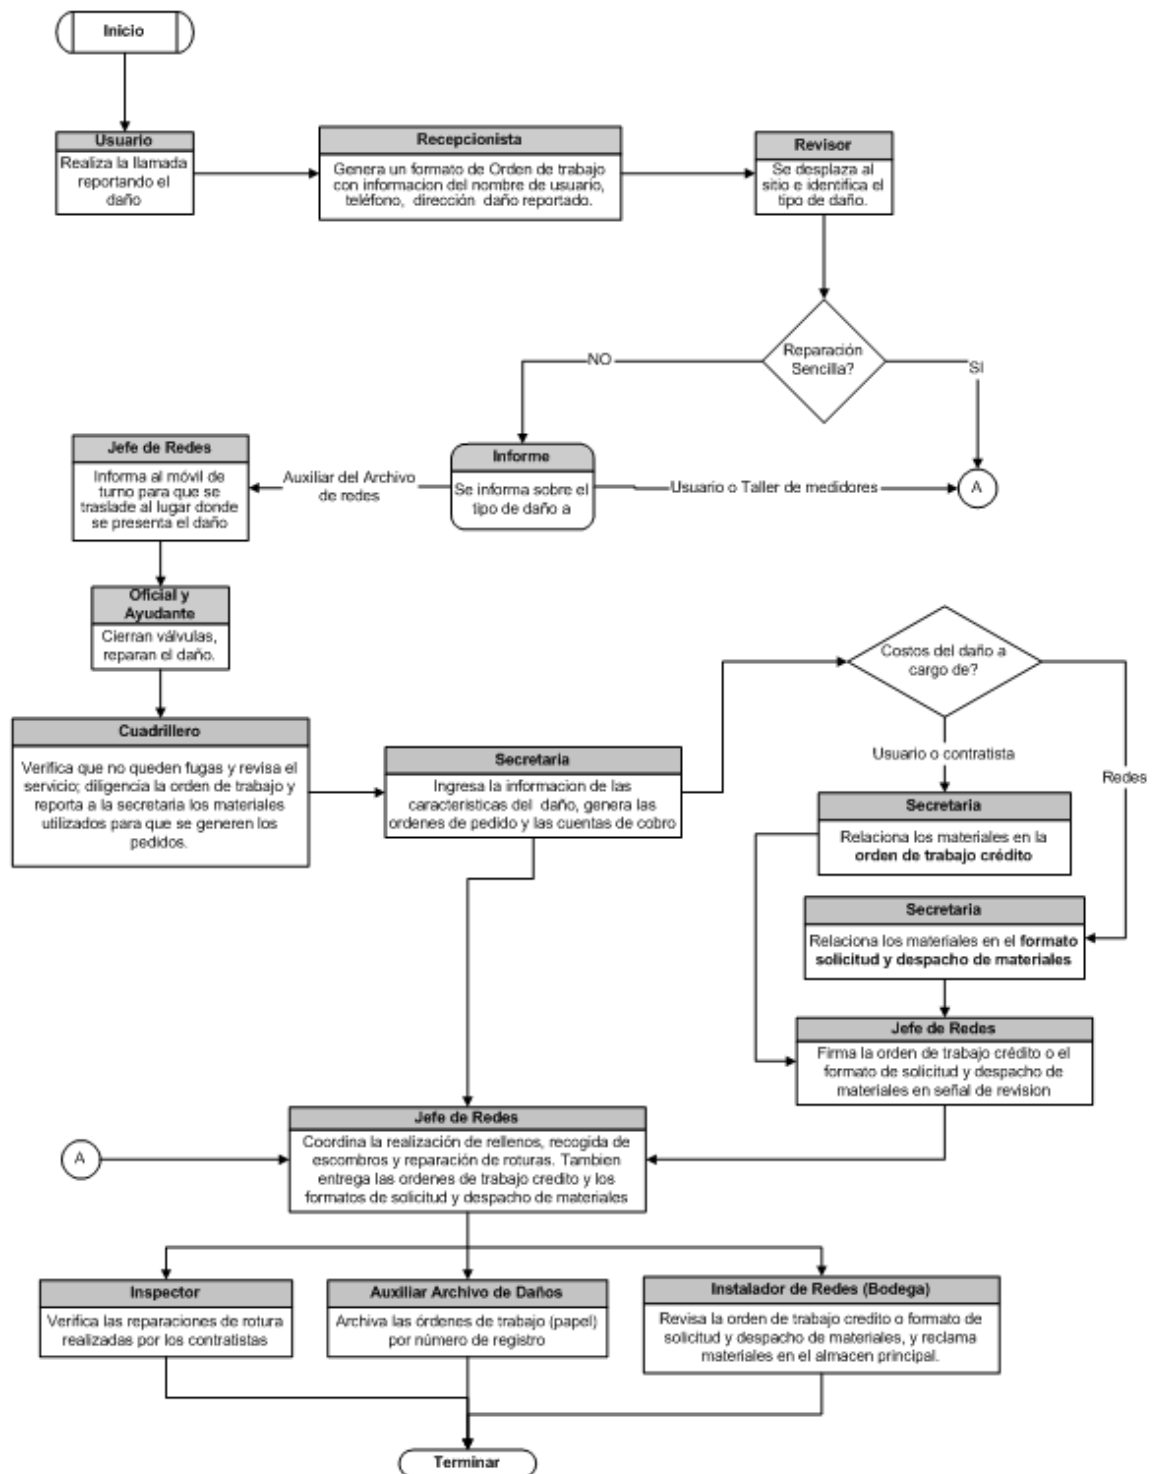 Inicio
Usuario
Realiza la llamada
reportando el
daño
Recepcionista
Genera un formato de Orden de trabajo
con informacion del nombre de usuario,
teléfono, dirección daño reportado.
Revisor
Se desplaza al
sitio e identifica el
tipo de daño.
Reparación
Sencilla?
NO
SI
Jefe de Redes
Informa al móvil de
turno para que se
traslade al lugar donde
se presenta el daño
Auxiliar del Archivo
de redes
Informe
Se informa sobre el
tipo de daño a
Usuario o Taller de medidores
A
Oficial y
Ayudante
Cierran válvulas,
reparan el daño.
Costos del daño a
cargo de?
Usuario o contratista
Redes
Cuadrillero
Verifica que no queden fugas y revisa el
servicio; diligencia la orden de trabajo y
reporta a la secretaria los materiales
utilizados para que se generen los
pedidos.
Secretaria
Ingresa la informacion de las
características del daño, genera las
ordenes de pedido y las cuentas de cobro
Secretaria
Relaciona los materiales en la
orden de trabajo crédito
Secretaria
Relaciona los materiales en el formato
solicitud y despacho de materiales
Jefe de Redes
Firma la orden de trabajo crédito o el
formato de solicitud y despacho de
materiales en señal de revision
A
Jefe de Redes
Coordina la realización de rellenos, recogida de
escombros y reparación de roturas. Tambien
entrega las ordenes de trabajo credito y los
formatos de solicitud y despacho de materiales
Inspector
Verifica las reparaciones de rotura
realizadas por los contratistas
Auxiliar Archivo de Daños
Archiva las órdenes de trabajo (papel)
por número de registro
Instalador de Redes (Bodega)
Revisa la orden de trabajo credito o formato de
solicitud y despacho de materiales, y reclama
materiales en el almacen principal.
Terminar